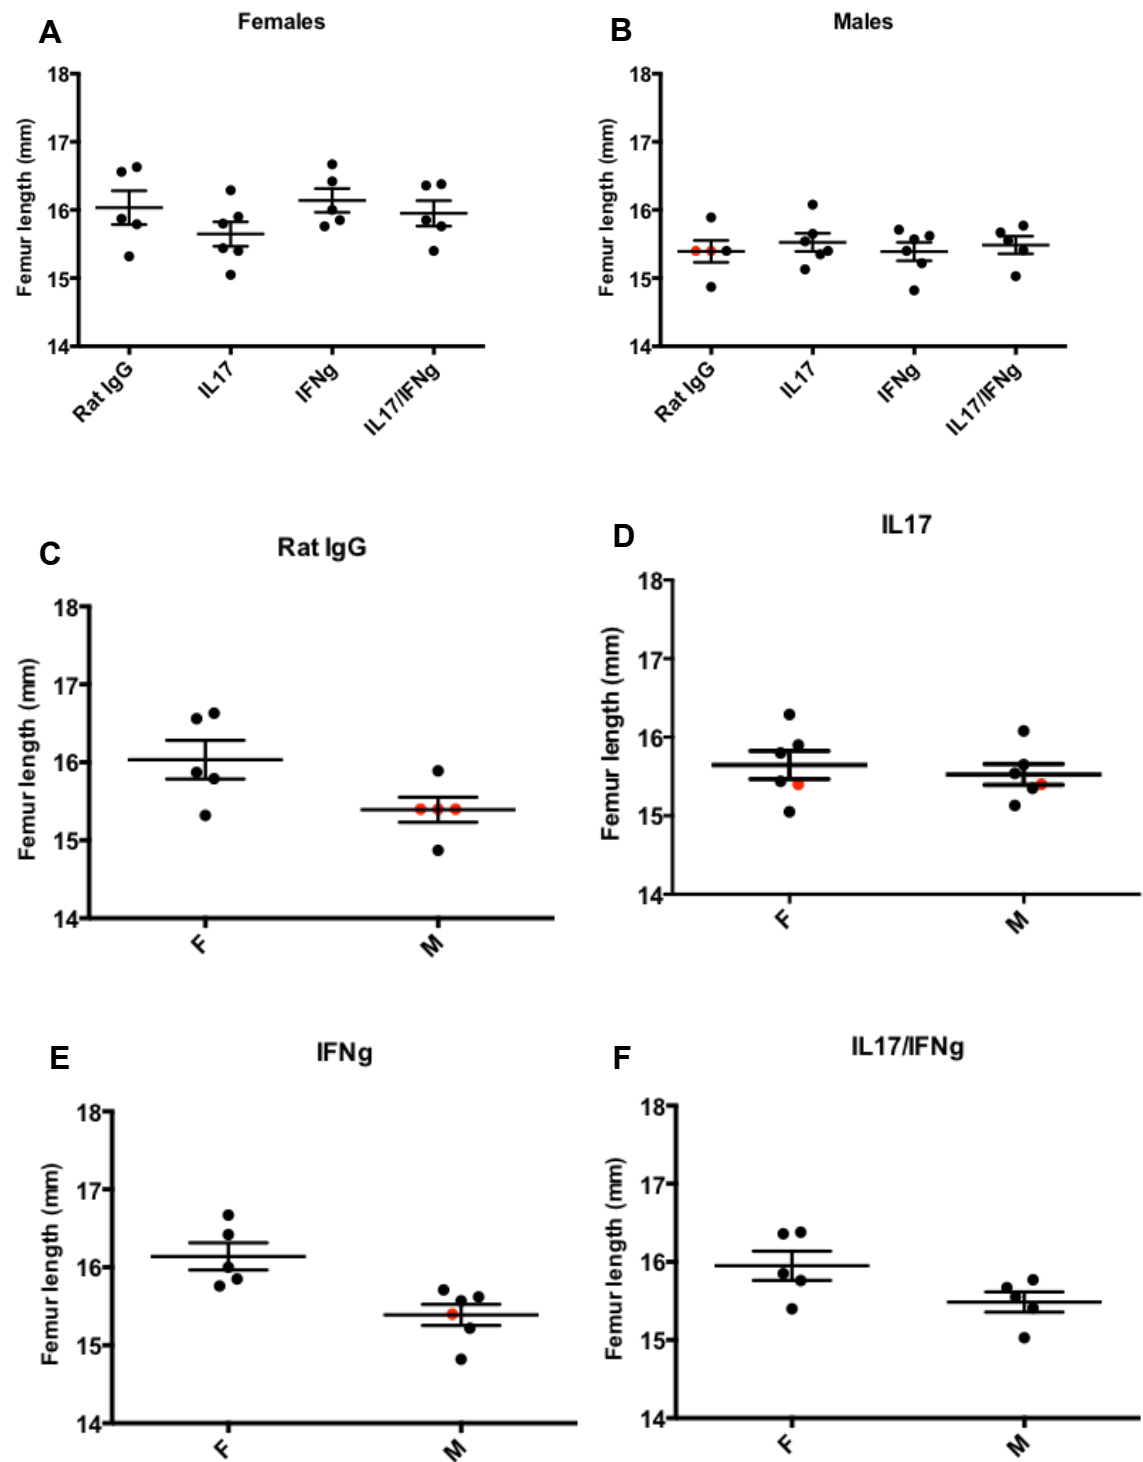 A
Females
Femur length (mm)
18
17
16
15
14
Rat IgG
IL17
IFNg
IL17/IFNg
B
Males
Femur length (mm)
18
17
16
15
14
Rat IgG
IL17
IFNg
IL17/IFNg
C
Rat IgG
Femur length (mm)
18
17
16
15
14
F
M
D
IL17
Femur length (mm)
18
17
16
15
14
F
M
E
IFNg
Femur length (mm)
18
17
16
15
14
F
M
F
IL17/IFNg
Femur length (mm)
18
17
16
15
14
F
M